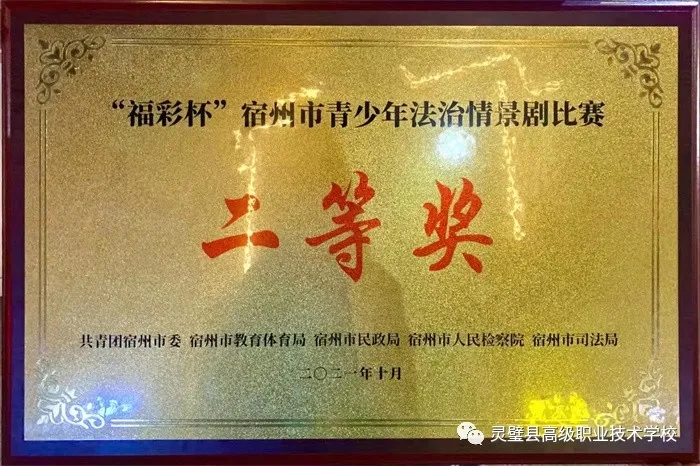 “福彩杯”宿州市青少年法治情景剧比赛
二等奖
共青团宿州市委 宿州市教育体育局 宿州市民政局 宿州市人民检察院 宿州市司法局
二〇二一年十月
灵璧县高级职业技术学校